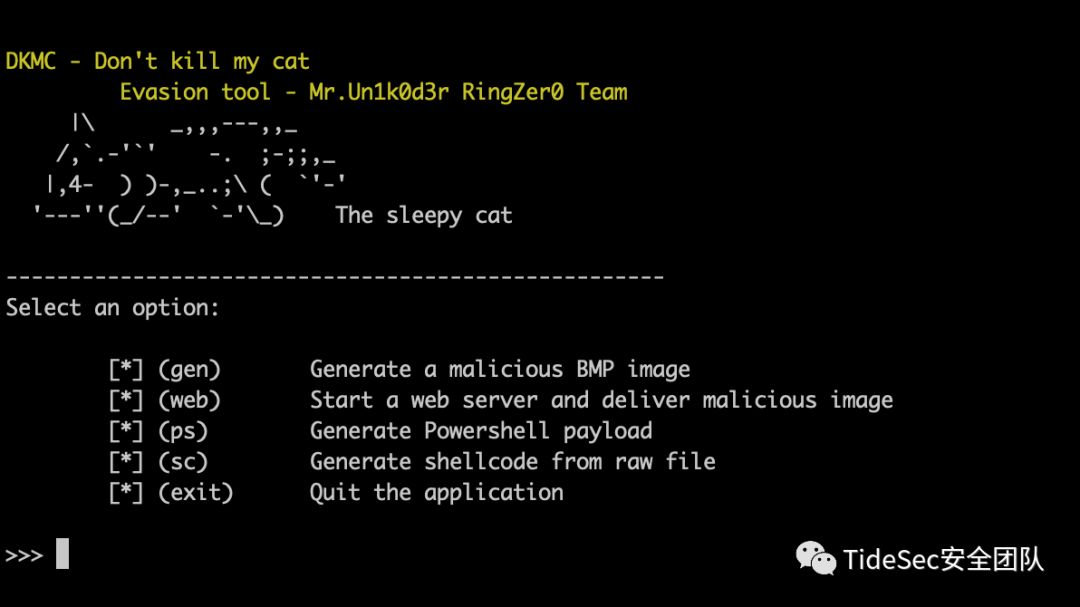 DKMC - Don't kill my cat
Evasion tool - Mr.Un1k0d3r RingZer0 Team
|\      _,,,---,,_
/,`.-'`'    -.  ;-;;,_
|,4-  ) )-,_..;\ (  `'-'
'---''(_/--'  `-'\_)    The sleepy cat
----------------------------------------------------
Select an option:
[*] (gen)       Generate a malicious BMP image
[*] (web)       Start a web server and deliver malicious image
[*] (ps)        Generate Powershell payload
[*] (sc)        Generate shellcode from raw file
[*] (exit)      Quit the application
>>>
TideSec安全团队